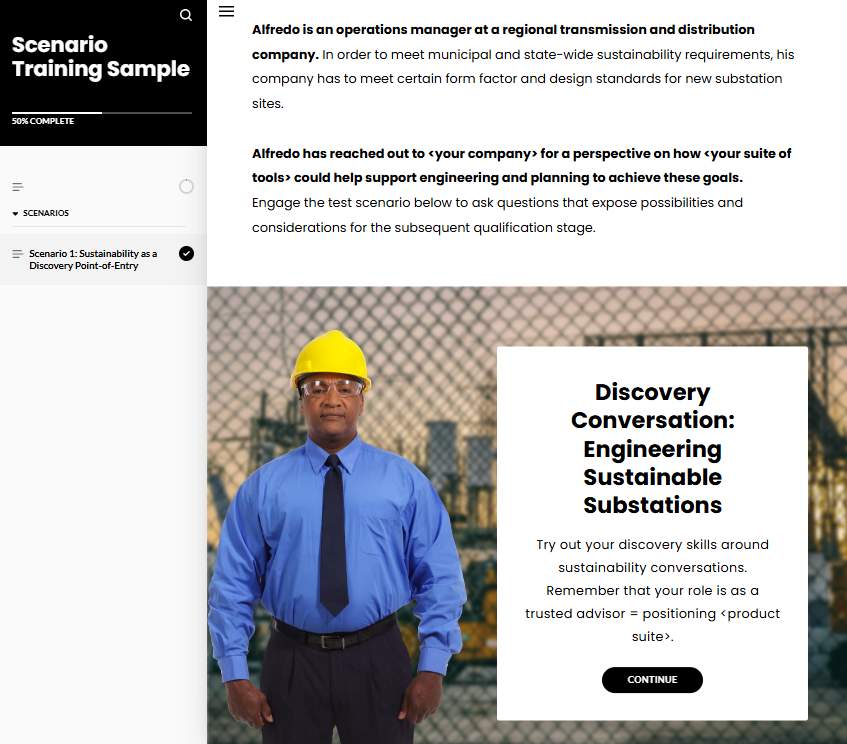 Scenario
Training Sample
50% COMPLETE
SCENARIOS
Scenario 1: Sustainability as a
Discovery Point-of-Entry
Alfredo is an operations manager at a regional transmission and distribution
company. In order to meet municipal and state-wide sustainability requirements, his
company has to meet certain form factor and design standards for new substation
sites.
Alfredo has reached out to <your company> for a perspective on how <your suite of
tools> could help support engineering and planning to achieve these goals.
Engage the test scenario below to ask questions that expose possibilities and
considerations for the subsequent qualification stage.
Discovery
Conversation:
Engineering
Sustainable
Substations
Try out your discovery skills around
sustainability conversations.
Remember that your role is as a
trusted advisor = positioning <product
suite>.
CONTINUE